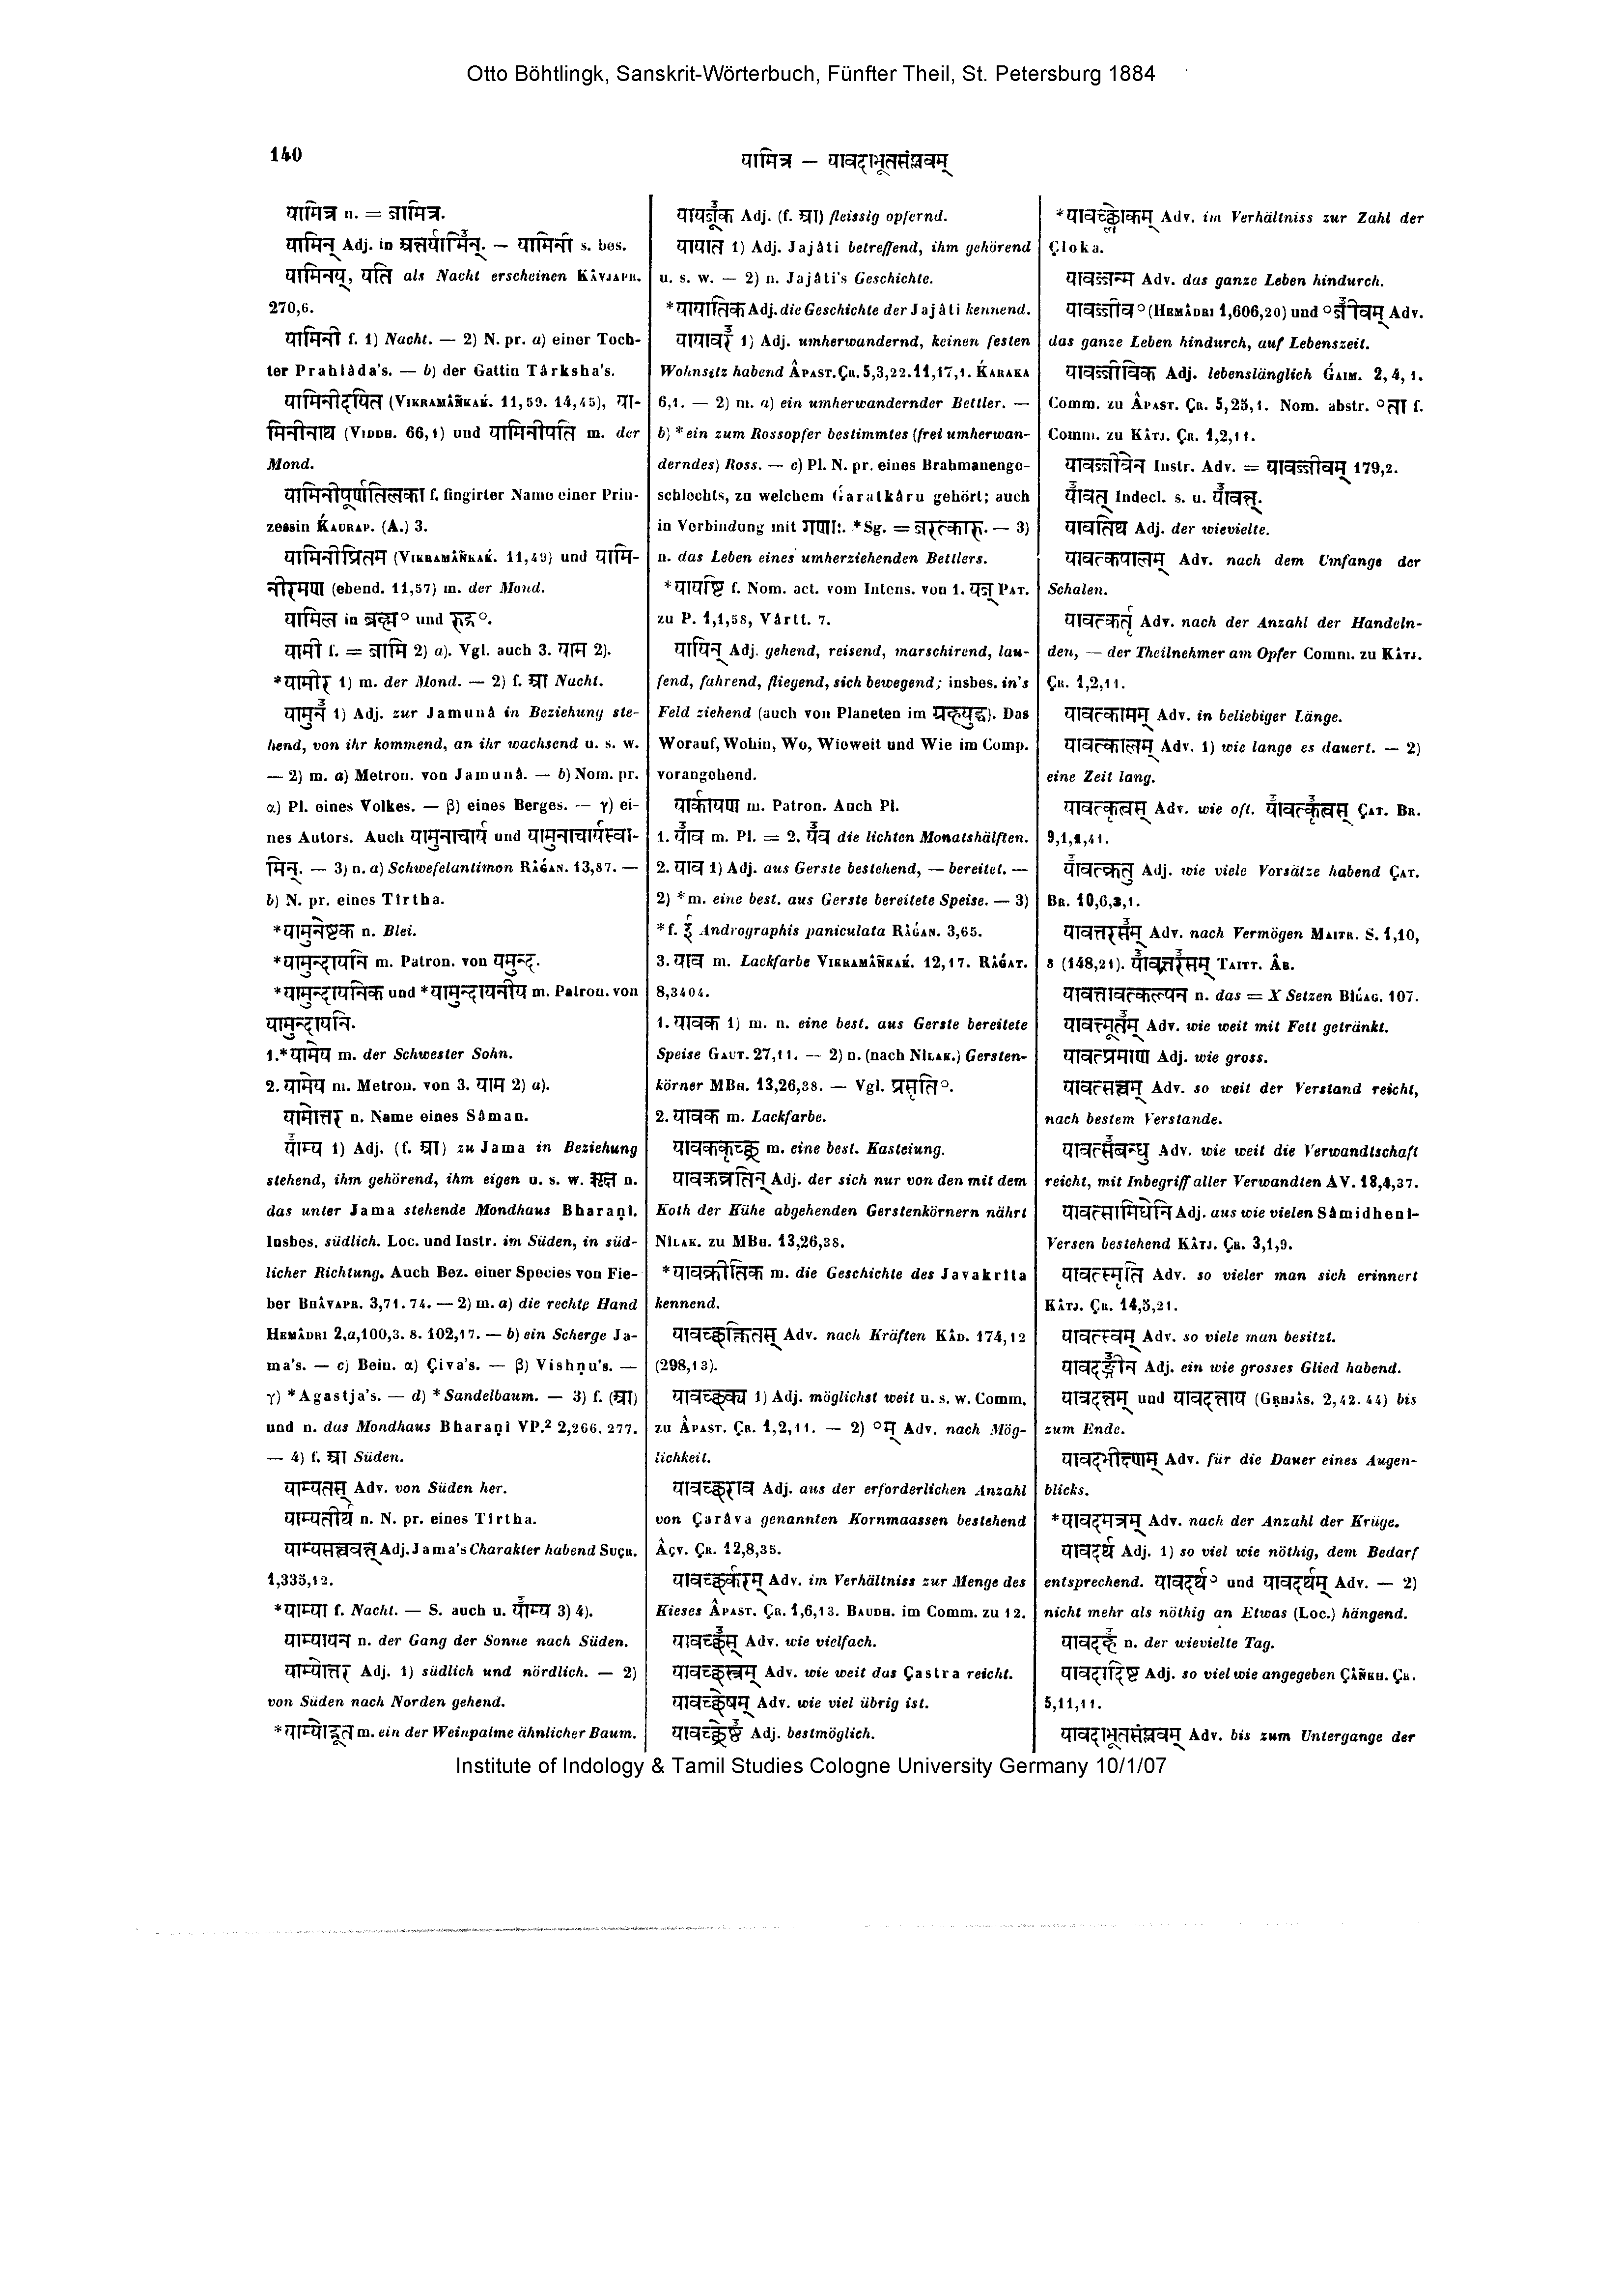 Otto Böhtlingk, Sanskrit-Wörterbuch, Fünfter Theil, St. Petersburg 1884
140
यामित्र — यावदाभूतसंप्लवम्
यामित्र n. = जामित्र.
यामिन् Adj. in अन्तर्यामिन्. — यामिनी s. bes.
यामिनय्, यति als Nacht erscheinen KÂVJAPR.
270,6.
यामिनी f. 1) Nacht. — 2) N. pr. a) einer Toch-
ter Prahlâda's. — b) der Gattin Târksha's.
यामिनीदयित (VIKRAMÂÑKAḰ. 11,59. 14,45), या-
मिनीनाथ (VIDDH. 66,1) und यामिनीपति m. der
Mond.
यामिनीपूर्णतिलका f. fingirter Name einer Prin-
zessin ḰAURAP. (A.) 3.
यामिनीप्रितम (VIKRAMÂÑKAḰ. 11,49) und यामि-
नीरमण (ebend. 11,57) m. der Mond.
यामिल in ब्रह्म° und रुद्र°.
यामी f. = जामि 2) a). Vgl. auch 3. याम 2).
*यामीर 1) m. der Mond. — 2) f. आ Nacht.
यामुन 1) Adj. zur Jamunâ in Beziehung ste-
hend, von ihr kommend, an ihr wachsend u. s. w.
— 2) m. a) Metron. von Jamunâ. — b) Nom. pr.
α) Pl. eines Volkes. — β) eines Berges. — γ) ei-
nes Autors. Auch यामुनाचार्य und यामुनाचार्यस्वा-
मिन्. — 3) n. a) Schwefelantimon RÂǴAN. 13,87. —
b) N. pr. eines Tîrtha.
*यामुनेष्टक n. Blei.
*यामुन्दायनि m. Patron. von यमुन्द.
*यामुन्दायनिक und *यामुन्दायनीय m. Patron. von
यामुन्दायनि.
1.*यामेय m. der Schwester Sohn.
2. यामेय m. Metron. von 3. याम 2) a).
यामोत्तर n. Name eines Sâman.
याम्य 1) Adj. (f. आ) zu Jama in Beziehung
stehend, ihm gehörend, ihm eigen u. s. w. ऋक्ष n.
das unter Jama stehende Mondhaus Bharaṇî.
Insbes. südlich. Loc. und Instr. im Süden, in süd-
licher Richtung. Auch Bez. einer Species von Fie-
ber BHÂVAPR. 3,71. 74. — 2) m. a) die rechte Hand
HEMÂDRI 2,a,100,3. 8. 102,17. — b) ein Scherge Ja-
ma's. — c) Bein. α) Çiva's. — β) Vishṇu's. —
γ) *Agastja's. — d) *Sandelbaum. — 3) f. (आ)
und n. das Mondhaus Bharaṇî VP.² 2,266. 277.
— 4) f. आ Süden.
याम्यतस् Adv. von Süden her.
याम्यतीर्थ n. N. pr. eines Tîrtha.
याम्यसत्त्ववत् Adj. Jama's Charakter habend SUÇR.
1,335,12.
*याम्या f. Nacht. — S. auch u. याम्य 3) 4).
याम्यायन n. der Gang der Sonne nach Süden.
याम्योत्तर Adj. 1) südlich und nördlich. — 2)
von Süden nach Norden gehend.
*याम्योद्भूत m. ein der Weinpalme ähnlicher Baum.
यायजूक Adj. (f. आ) fleissig opfernd.
यायात 1) Adj. Jajâti betreffend, ihm gehörend
u. s. w. — 2) n. Jajâti's Geschichte.
*यायातिक Adj. die Geschichte der Jajâti kennend.
यायावर 1) Adj. umherwandernd, keinen festen
Wohnsitz habend ÂPAST. ÇR. 5,3,22. 11,17,1. ḰARAKA
6,1. — 2) m. a) ein umherwandernder Bettler. —
b) *ein zum Rossopfer bestimmtes (frei umherwan-
derndes) Ross. — c) Pl. N. pr. eines Brahmanenge-
schlechts, zu welchem Ǵaratkâru gehört; auch
in Verbindung mit गणाः. *Sg. = जरत्कारु. — 3)
n. das Leben eines umherziehenden Bettlers.
*यायष्टि f. Nom. act. vom Intens. von 1. यज् PAT.
zu P. 1,1,58, Vârtt. 7.
यायिन् Adj. gehend, reisend, marschirend, lau-
fend, fahrend, fliegend, sich bewegend; insbes. in's
Feld ziehend (auch von Planeten im ग्रहयुद्ध). Das
Worauf, Wohin, Wo, Wieweit und Wie im Comp.
vorangehend.
यार्कायण m. Patron. Auch Pl.
1. याव m. Pl. = 2. यव die lichten Monatshälften.
2. याव 1) Adj. aus Gerste bestehend, — bereitet. —
2) *m. eine best. aus Gerste bereitete Speise. — 3)
*f. ई Andrographis paniculata RÂǴAN. 3,65.
3. याव m. Lackfarbe VIKRAMÂÑKAḰ. 12,17. RÂǴAT.
8,3404.
1. यावक 1) m. n. eine best. aus Gerste bereitete
Speise GAUT. 27,11. — 2) n. (nach NÎLAK.) Gersten-
körner MBH. 13,26,38. — Vgl. प्रसृति°.
2. यावक m. Lackfarbe.
यावककृच्छ्र m. eine best. Kasteiung.
यावकव्रतिन् Adj. der sich nur von den mit dem
Koth der Kühe abgehenden Gerstenkörnern nährt
NÎLAK. zu MBH. 13,26,38.
*यावक्रीतिक m. die Geschichte des Javakrîta
kennend.
यावच्छक्तितस् Adv. nach Kräften KÂD. 174,12
(298,13).
यावच्छक्य 1) Adj. möglichst weit u. s. w. Comm.
zu ÂPAST. ÇR. 1,2,11. — 2) °म् Adv. nach Mög-
lichkeit.
यावच्छराव Adj. aus der erforderlichen Anzahl
von Çarâva genannten Kornmaassen bestehend
ÂÇV. ÇR. 12,8,35.
यावच्छर्करम् Adv. im Verhältniss zur Menge des
Kieses ÂPAST. ÇR. 1,6,13. BAUDH. im Comm. zu 12.
यावच्छस् Adv. wie vielfach.
यावच्छस्त्रम् Adv. wie weit das Çastra reicht.
यावच्छेषम् Adv. wie viel übrig ist.
यावच्छ्रेष्ठ Adj. bestmöglich.
*यावच्छ्लोकम् Adv. im Verhältniss zur Zahl der
Çloka.
यावज्जन्म Adv. das ganze Leben hindurch.
यावज्जीव° (HEMÂDRI 1,606,20) und °जीवम् Adv.
das ganze Leben hindurch, auf Lebenszeit.
यावज्जीविक Adj. lebenslänglich ǴAIM. 2,4,1.
Comm. zu ÂPAST. ÇR. 5,25,1. Nom. abstr. °ता f.
Comm. zu KÂTJ. ÇR. 1,2,11.
यावज्जीवेन Instr. Adv. = यावज्जीवम् 179,2.
यावत् Indecl. s. u. यावत्.
यावतिथ Adj. der wievielte.
यावत्कपालम् Adv. nach dem Umfange der
Schalen.
यावत्कर्तृ Adv. nach der Anzahl der Handeln-
den, — der Theilnehmer am Opfer Comm. zu KÂTJ.
ÇR. 1,2,11.
यावत्कामम् Adv. in beliebiger Länge.
यावत्कालम् Adv. 1) wie lange es dauert. — 2)
eine Zeit lang.
यावत्कृत्वस् Adv. wie oft. यावत्कृत्वस् ÇAT. BR.
9,1,1,41.
यावत्क्रतु Adj. wie viele Vorsätze habend ÇAT.
BR. 10,6,3,1.
यावत्तरसम् Adv. nach Vermögen MAITR. S. 1,10,
8 (148,21). यावत्तरसम् TAITT. ÂR.
यावत्तावत्कल्पन n. das = X Setzen BÎǴAG. 107.
यावत्मूतम् Adv. wie weit mit Fett getränkt.
यावत्प्रमाण Adj. wie gross.
यावत्सत्त्वम् Adv. so weit der Verstand reicht,
nach bestem Verstande.
यावत्सबन्धु Adv. wie weit die Verwandtschaft
reicht, mit Inbegriff aller Verwandten AV. 18,4,37.
यावत्सामिधेनि Adj. aus wie vielen Sâmidhenî-
Versen bestehend KÂTJ. ÇR. 3,1,9.
यावत्स्मृति Adv. so vieler man sich erinnert
KÂTJ. ÇR. 14,5,21.
यावत्स्वम् Adv. so viele man besitzt.
यावदङ्गीन Adj. ein wie grosses Glied habend.
यावदन्तम् und यावदन्ताय (GṚHJÂS. 2,42. 44) bis
zum Ende.
यावदभीक्ष्णम् Adv. für die Dauer eines Augen-
blicks.
*यावदमत्रम् Adv. nach der Anzahl der Krüge.
यावदर्थ Adj. 1) so viel wie nöthig, dem Bedarf
entsprechend. यावदर्थ° und यावदर्थम् Adv. — 2)
nicht mehr als nöthig an Etwas (Loc.) hängend.
यावदह n. der wievielte Tag.
यावदादिष्ट Adj. so viel wie angegeben ÇÂÑKH. ÇR.
5,11,11.
यावदाभूतसंप्लवम् Adv. bis zum Untergange der
Institute of Indology & Tamil Studies Cologne University Germany 10/1/07